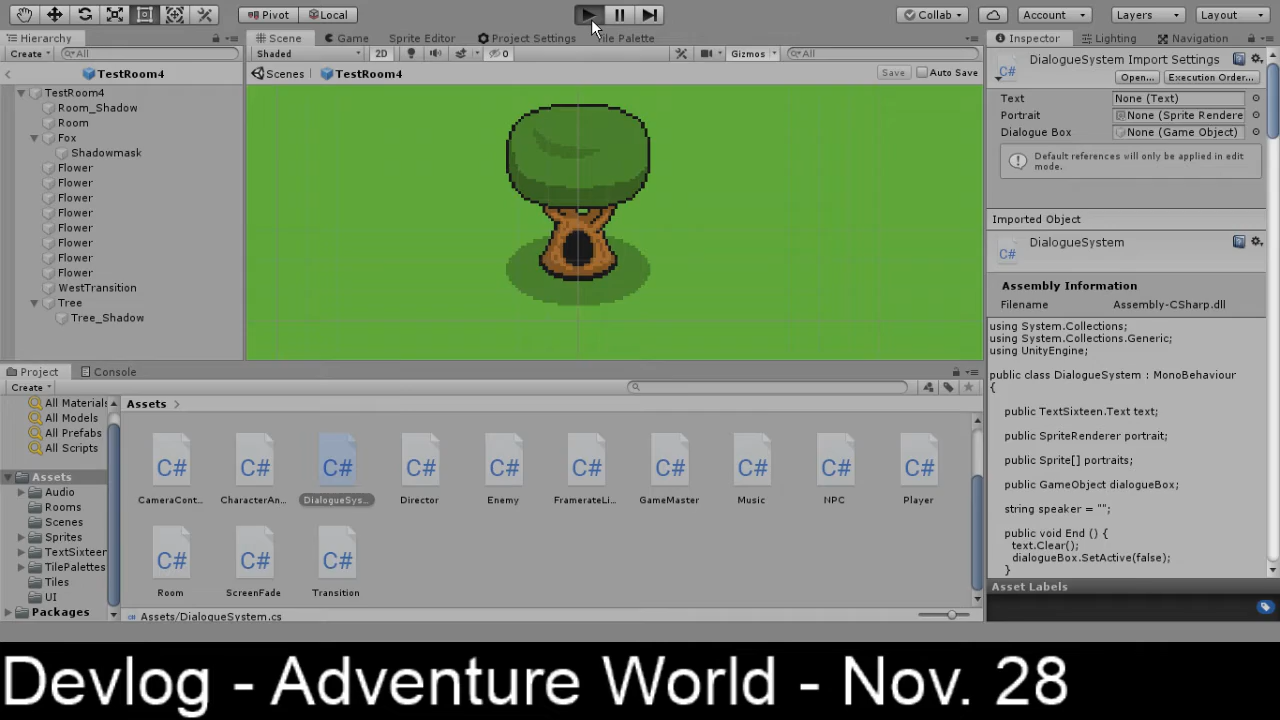 Pivot Local Collab Account Layers Layout
Hierarchy Scene Game Sprite Editor Project Settings Tile Palette Inspector Lighting Navigation
Create All Shaded 2D 0 Gizmos All
DialogueSystem Import Settings
TestRoom4 Scenes TestRoom4 Save Auto Save
Open... Execution Order...
TestRoom4
Room_Shadow
Room
Fox
Shadowmask
Flower
Flower
Flower
Flower
Flower
Flower
Flower
Flower
WestTransition
Tree
Tree_Shadow
Text None (Text)
Portrait None (Sprite Rendere
Dialogue Box None (Game Object)
Default references will only be applied in edit
mode.
Imported Object
DialogueSystem
Assembly Information
Filename Assembly-CSharp.dll
using System.Collections;
using System.Collections.Generic;
using UnityEngine;
public class DialogueSystem : MonoBehaviour
{
public TextSixteen.Text text;
public SpriteRenderer portrait;
public Sprite[] portraits;
public GameObject dialogueBox;
string speaker = "";
public void End () {
text.Clear();
dialogueBox.SetActive(false);
}
Asset Labels
Project Console
Create
All Materials
All Models
All Prefabs
All Scripts
Assets
Audio
Rooms
Scenes
Sprites
TextSixteen
TilePalettes
Tiles
UI
Packages
Assets
C# C# C# C# C# C# C# C# C# C#
CameraCont... CharacterAn... DialogueSys... Director Enemy FramerateLi... GameMaster Music NPC Player
C# C# C#
Room ScreenFade Transition
Assets/DialogueSystem.cs
Devlog - Adventure World - Nov. 28